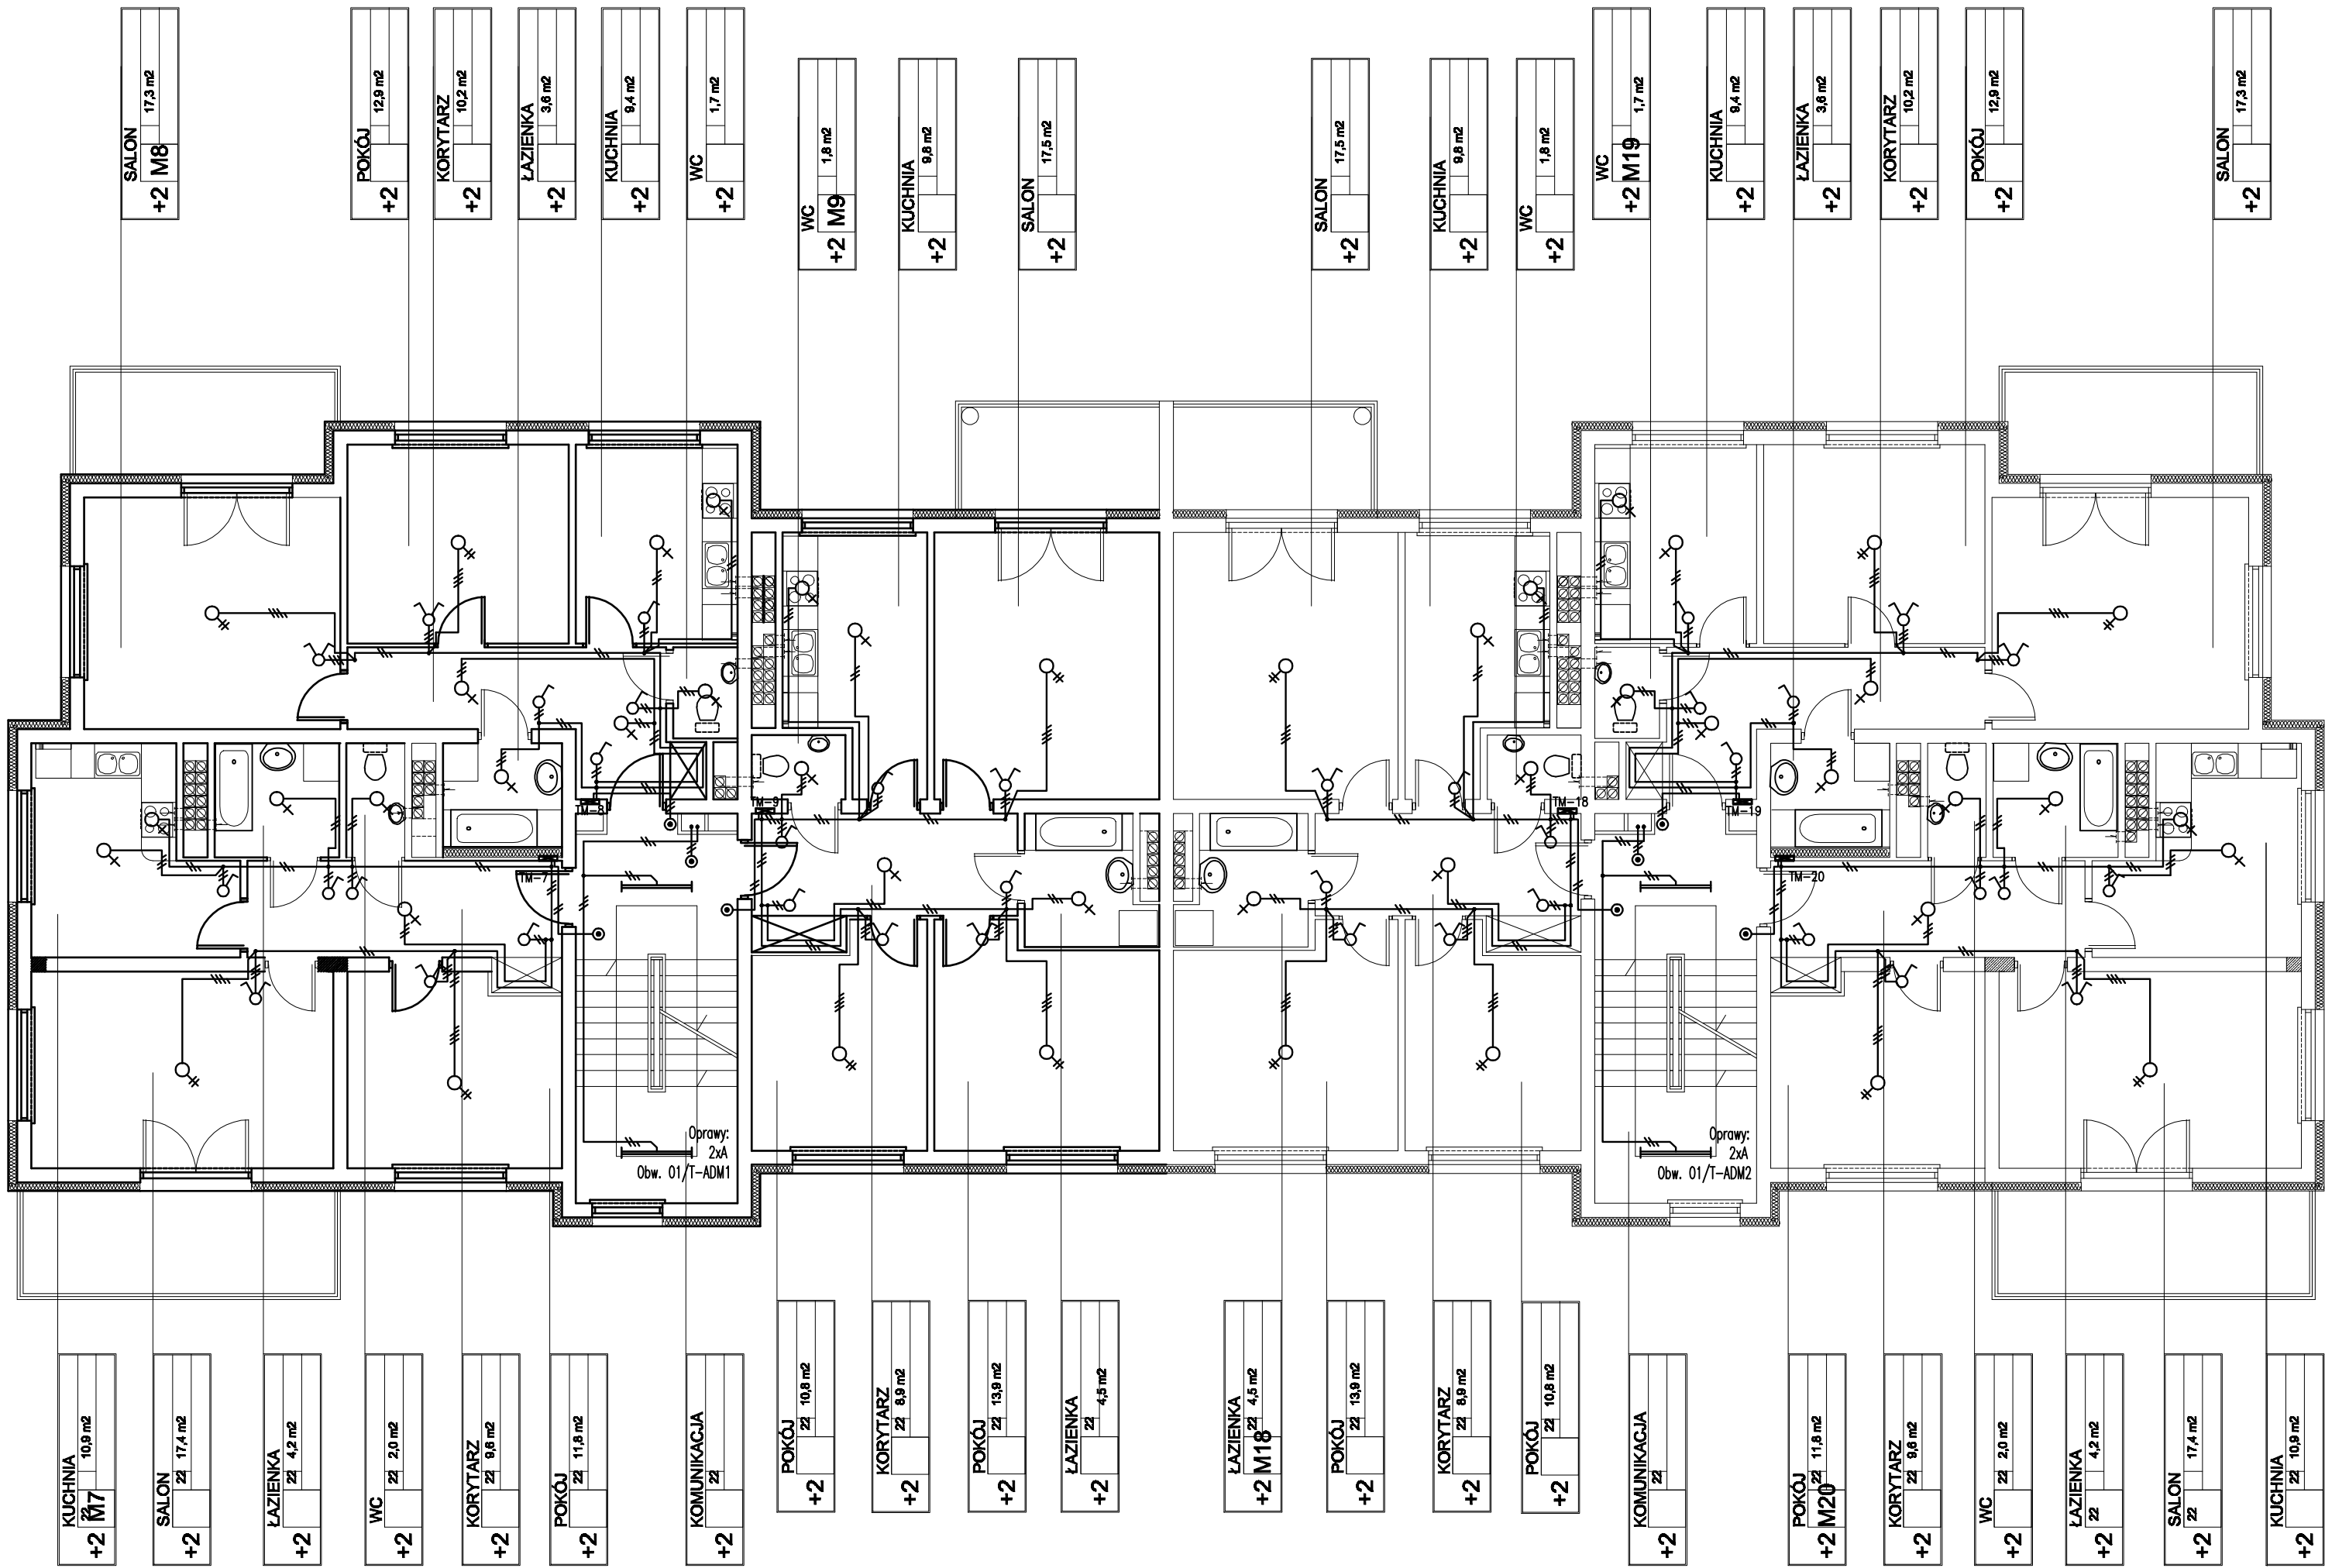 SALON
17,3 m2
+2 M8
POKÓJ
12,9 m2
+2
KORYTARZ
10,2 m2
+2
ŁAZIENKA
3,6 m2
+2
KUCHNIA
9,4 m2
+2
WC
1,7 m2
+2
WC
1,8 m2
+2 M9
KUCHNIA
9,8 m2
+2
SALON
17,5 m2
+2
SALON
17,5 m2
+2
KUCHNIA
9,8 m2
+2
WC
1,8 m2
+2
WC
1,7 m2
+2 M19
KUCHNIA
9,4 m2
+2
ŁAZIENKA
3,6 m2
+2
KORYTARZ
10,2 m2
+2
POKÓJ
12,9 m2
+2
SALON
17,3 m2
+2
TM-8
TM-9
TM-18
TM-19
TM-7
TM-20
Oprawy:
2xA
Obw. 01/T-ADM1
Oprawy:
2xA
Obw. 01/T-ADM2
KUCHNIA
22 10,9 m2
+2 M7
SALON
22 17,4 m2
+2
ŁAZIENKA
22 4,2 m2
+2
WC
22 2,0 m2
+2
KORYTARZ
22 9,6 m2
+2
POKÓJ
22 11,8 m2
+2
KOMUNIKACJA
22
+2
POKÓJ
22 10,8 m2
+2
KORYTARZ
22 8,9 m2
+2
POKÓJ
22 13,9 m2
+2
ŁAZIENKA
22 4,5 m2
+2
ŁAZIENKA
22 4,5 m2
+2 M18
POKÓJ
22 13,9 m2
+2
KORYTARZ
22 8,9 m2
+2
POKÓJ
22 10,8 m2
+2
KOMUNIKACJA
22
+2
POKÓJ
22 11,8 m2
+2 M20
KORYTARZ
22 9,6 m2
+2
WC
22 2,0 m2
+2
ŁAZIENKA
22 4,2 m2
+2
SALON
22 17,4 m2
+2
KUCHNIA
22 10,9 m2
+2